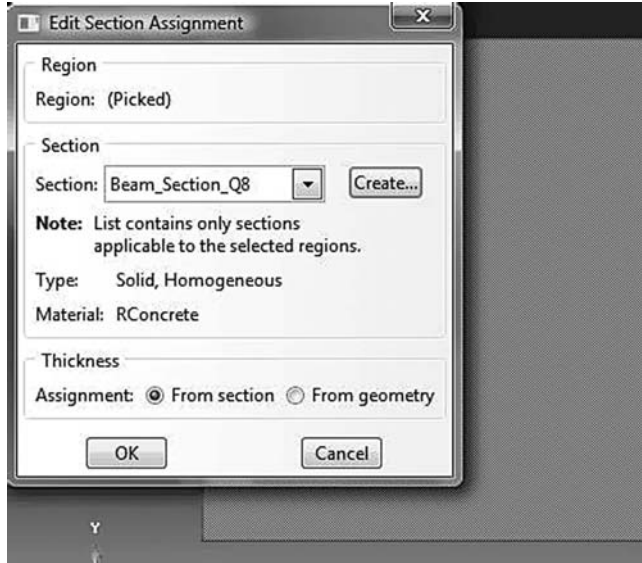 Edit Section Assignment
Region
Region: (Picked)
Section
Section: Beam_Section_Q8
Create...
Note: List contains only sections
applicable to the selected regions.
Type: Solid, Homogeneous
Material: RConcrete
Thickness
Assignment: From section From geometry
OK Cancel
Y